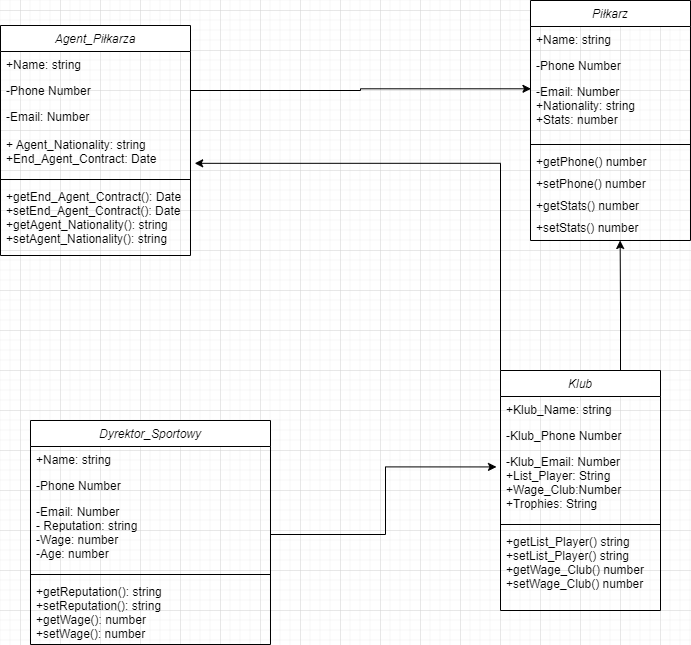 Agent_Piłkarza
+Name: string
-Phone Number
-Email: Number
+ Agent_Nationality: string
+End_Agent_Contract: Date
+getEnd_Agent_Contract(): Date
+setEnd_Agent_Contract(): Date
+getAgent_Nationality(): string
+setAgent_Nationality(): string
Piłkarz
+Name: string
-Phone Number
-Email: Number
+Nationality: string
+Stats: number
+getPhone() number
+setPhone() number
+getStats() number
+setStats() number
Dyrektor_Sportowy
+Name: string
-Phone Number
-Email: Number
- Reputation: string
-Wage: number
-Age: number
+getReputation(): string
+setReputation(): string
+getWage(): number
+setWage(): number
Klub
+Klub_Name: string
-Klub_Phone Number
-Klub_Email: Number
+List_Player: String
+Wage_Club:Number
+Trophies: String
+getList_Player() string
+setList_Player() string
+getWage_Club() number
+setWage_Club() number